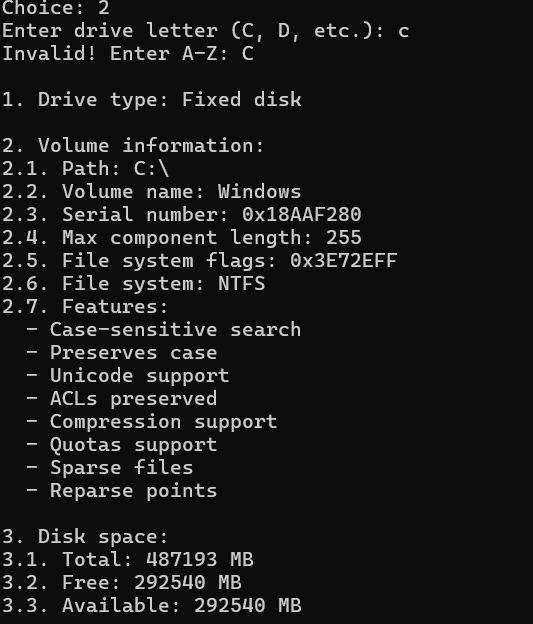 Choice: 2
Enter drive letter (C, D, etc.): c
Invalid! Enter A-Z: C
1. Drive type: Fixed disk
2. Volume information:
2.1. Path: C:\
2.2. Volume name: Windows
2.3. Serial number: 0x18AAF280
2.4. Max component length: 255
2.5. File system flags: 0x3E72EFF
2.6. File system: NTFS
2.7. Features:
- Case-sensitive search
- Preserves case
- Unicode support
- ACLs preserved
- Compression support
- Quotas support
- Sparse files
- Reparse points
3. Disk space:
3.1. Total: 487193 MB
3.2. Free: 292540 MB
3.3. Available: 292540 MB